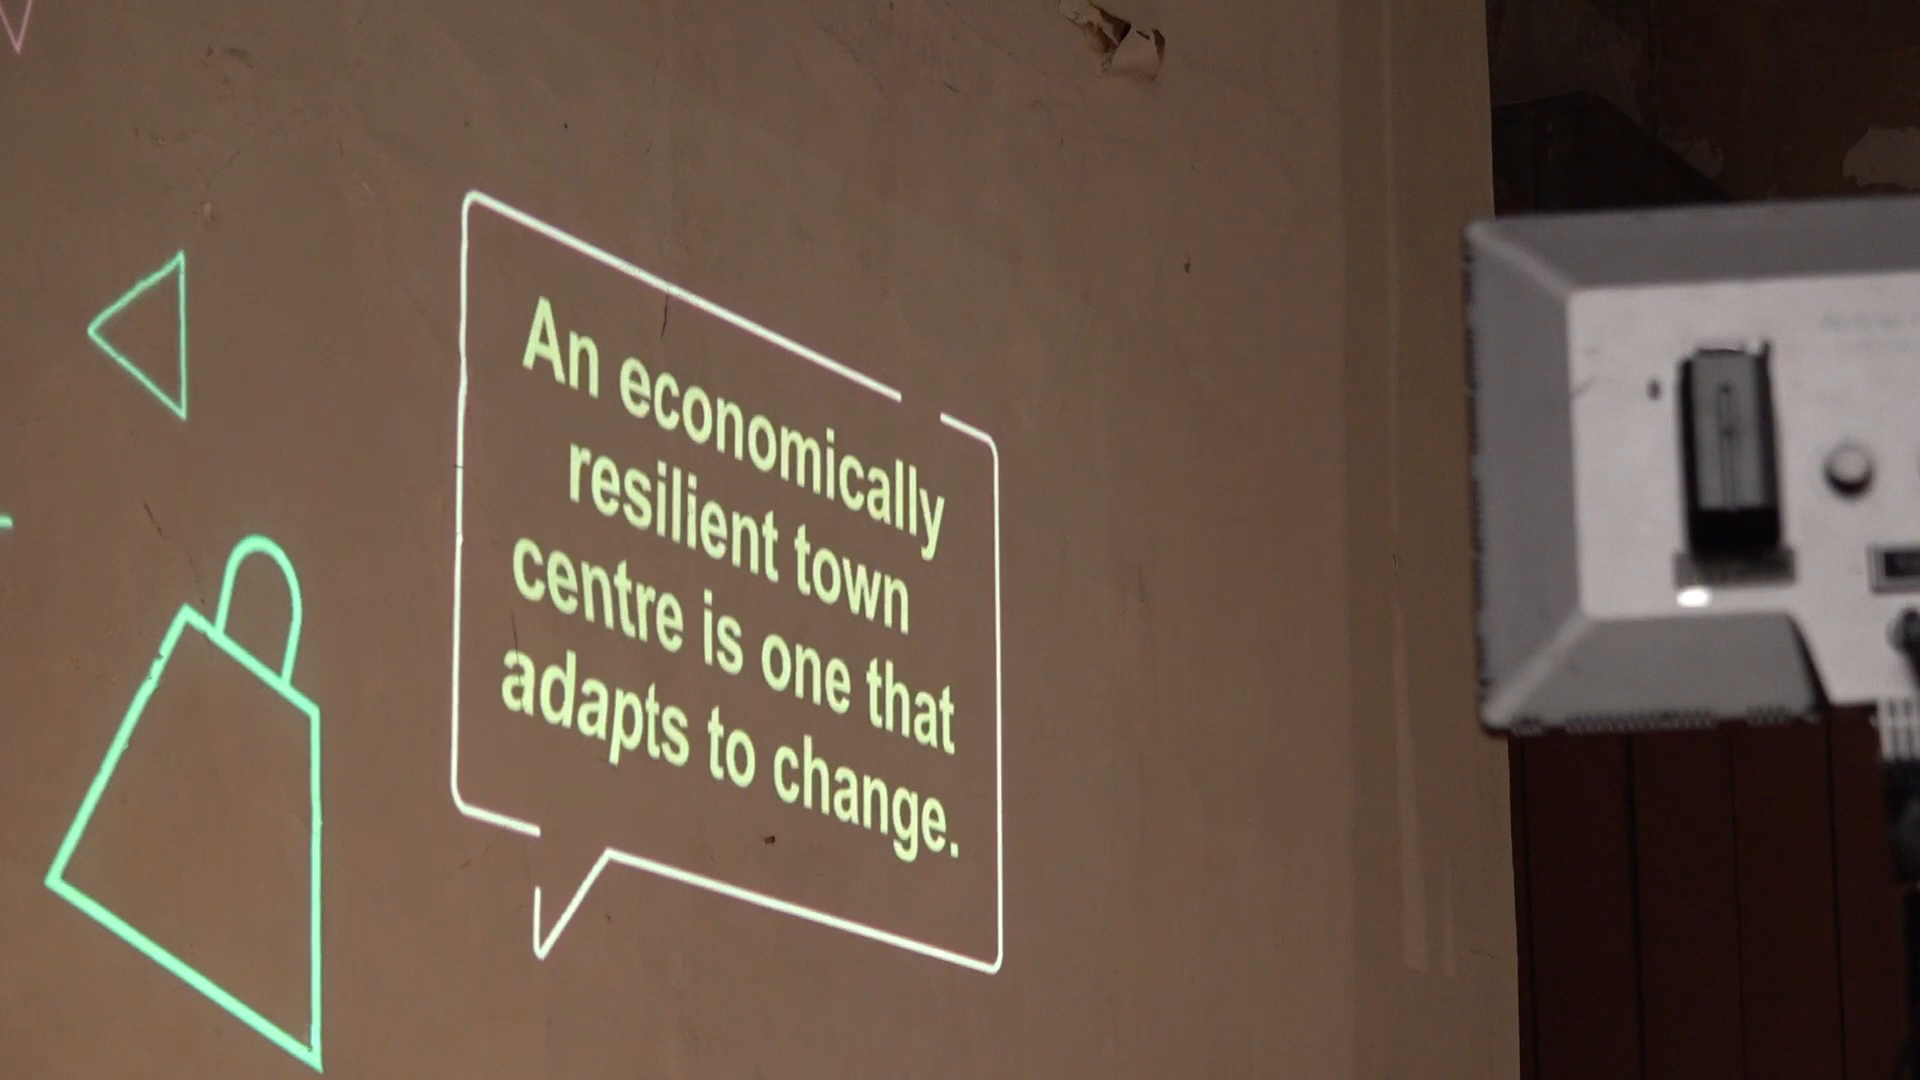 An economically
resilient town
centre is one that
adapts to change.